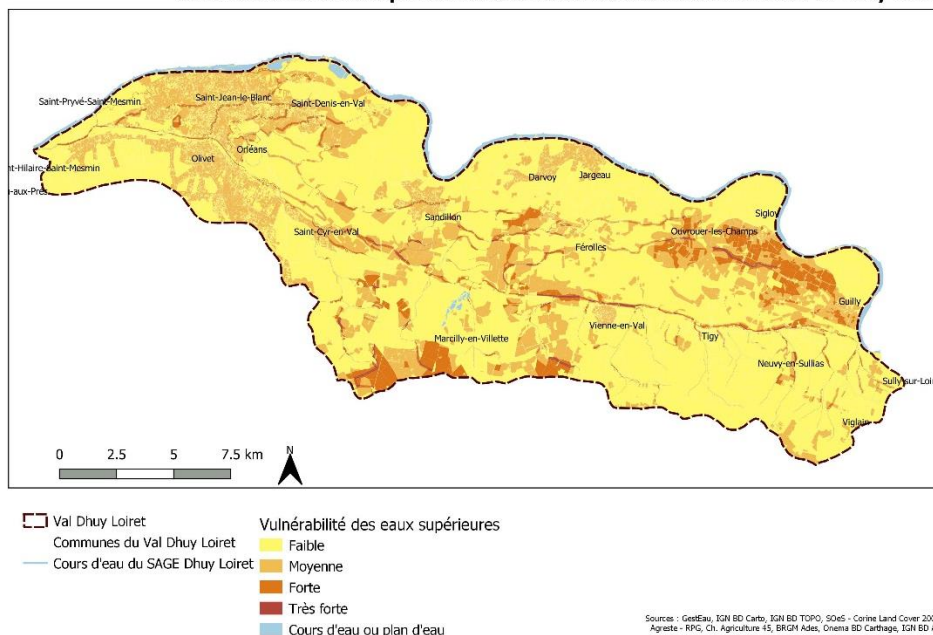 Saint-Pryvé-Saint-Mesmin
Saint-Jean-le-Blanc
Saint-Denis-en-Val
Orléans
Olivet
nt-Hilaire-Saint-Mesmin
Darvoy
Jargeau
Sandillon
Sigloy
Saint-Cyr-en-Val
Ouvrouer-les-Champs
Férolles
Guilly
Vienne-en-Val
Marcilly-en-Villette
Tigy
Neuvy-en-Sullias
Sully-sur-Loi
Viglain
0 2.5 5 7.5 km
N
Val Dhuy Loiret
Communes du Val Dhuy Loiret
Cours d'eau du SAGE Dhuy Loiret
Vulnérabilité des eaux supérieures
Faible
Moyenne
Forte
Très forte
Cours d'eau ou plan d'eau
Sources : GestEau, IGN BD Carto, IGN BD TOPO, SOeS - Corine Land Cover 200
Agreste - RPG, Ch. Agriculture 45, BRGM Ades, Onema BD Carthage, IGN BD